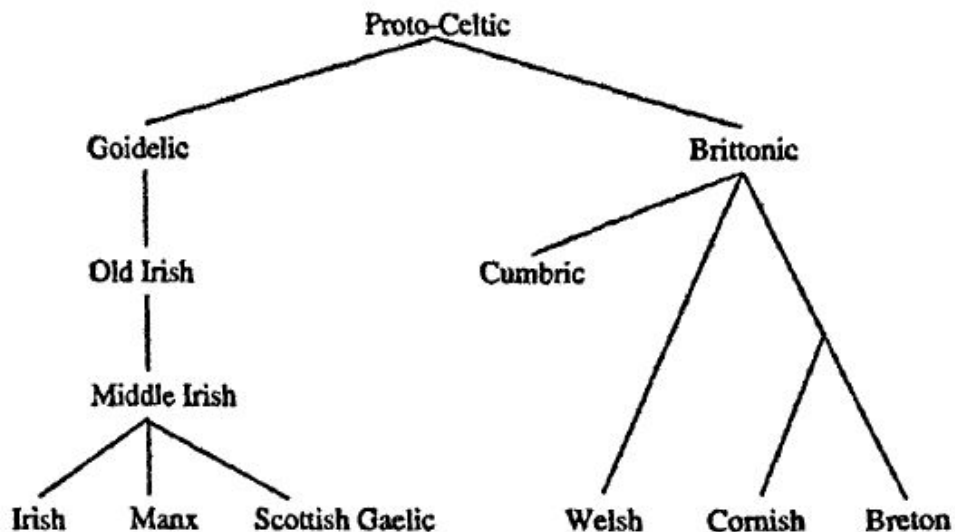 Proto-Celtic
Goidelic Brittonic
Old Irish Cumbric
Middle Irish
Irish Manx Scottish Gaelic Welsh Cornish Breton